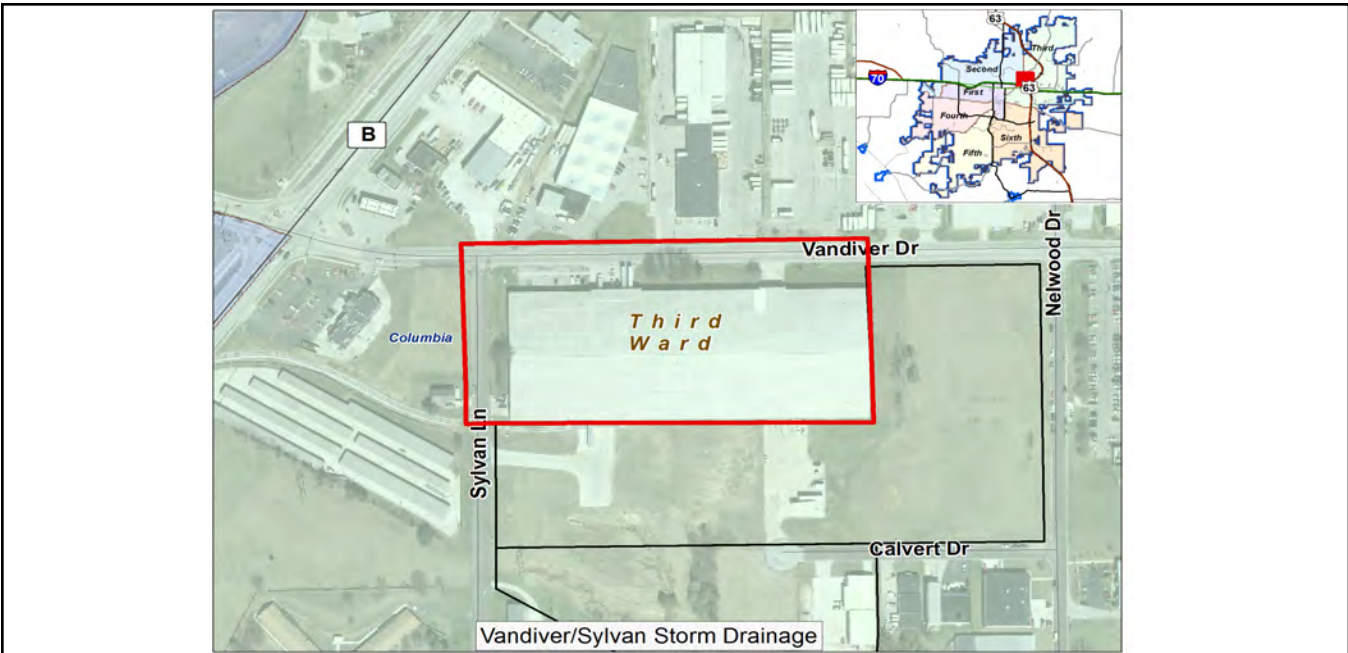 63
Third
Second
70
63
First
Fourth
Sixth
Fifth
B
Vandiver Dr
Nelwood Dr
Third
Ward
Columbia
Sylvan Ln
Calvert Dr
Vandiver/Sylvan Storm Drainage